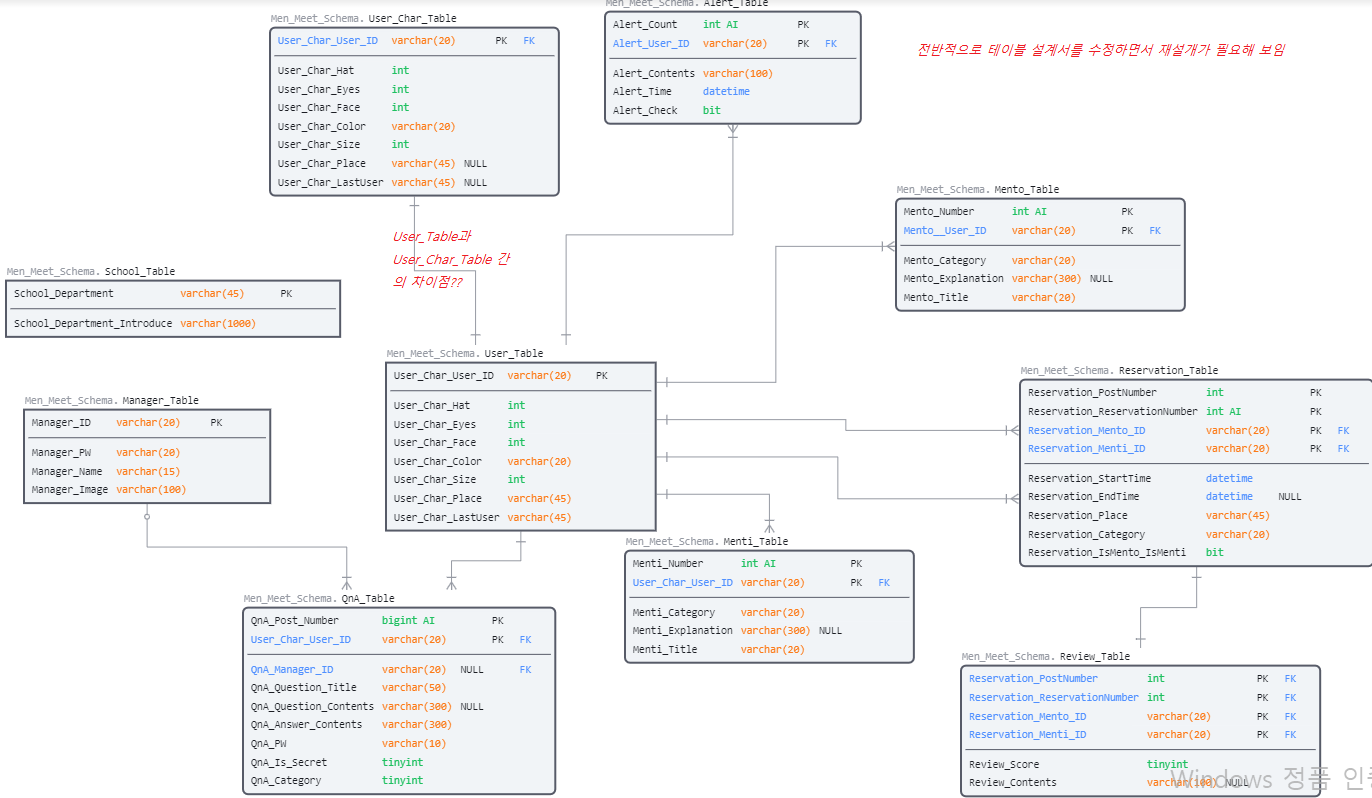 Men_Meet_Schema. User_Char_Table
User_Char_User_ID varchar(20) PK FK
User_Char_Hat int
User_Char_Eyes int
User_Char_Face int
User_Char_Color varchar(20)
User_Char_Size int
User_Char_Place varchar(45) NULL
User_Char_LastUser varchar(45) NULL
Men_Meet_Schema. Alert_Table
Alert_Count int AI PK
Alert_User_ID varchar(20) PK FK
Alert_Contents varchar(100)
Alert_Time datetime
Alert_Check bit
전반적으로 테이블 설계서를 수정하면서 재설개가 필요해 보임
User_Table과
User_Char_Table 간
의 차이점??
Men_Meet_Schema. Mento_Table
Mento_Number int AI PK
Mento__User_ID varchar(20) PK FK
Mento_Category varchar(20)
Mento_Explanation varchar(300) NULL
Mento_Title varchar(20)
Men_Meet_Schema. School_Table
School_Department varchar(45) PK
School_Department_Introduce varchar(1000)
Men_Meet_Schema. User_Table
User_Char_User_ID varchar(20) PK
User_Char_Hat int
User_Char_Eyes int
User_Char_Face int
User_Char_Color varchar(20)
User_Char_Size int
User_Char_Place varchar(45)
User_Char_LastUser varchar(45)
Men_Meet_Schema. Reservation_Table
Reservation_PostNumber int PK
Reservation_ReservationNumber int AI PK
Reservation_Mento_ID varchar(20) PK FK
Reservation_Menti_ID varchar(20) PK FK
Reservation_StartTime datetime
Reservation_EndTime datetime NULL
Reservation_Place varchar(45)
Reservation_Category varchar(20)
Reservation_IsMento_IsMenti bit
Men_Meet_Schema. Manager_Table
Manager_ID varchar(20) PK
Manager_PW varchar(20)
Manager_Name varchar(15)
Manager_Image varchar(100)
Men_Meet_Schema. Menti_Table
Menti_Number int AI PK
User_Char_User_ID varchar(20) PK FK
Menti_Category varchar(20)
Menti_Explanation varchar(300) NULL
Menti_Title varchar(20)
Men_Meet_Schema. QnA_Table
QnA_Post_Number bigint AI PK
User_Char_User_ID varchar(20) PK FK
QnA_Manager_ID varchar(20) NULL FK
QnA_Question_Title varchar(50)
QnA_Question_Contents varchar(300) NULL
QnA_Answer_Contents varchar(300)
QnA_PW varchar(10)
QnA_Is_Secret tinyint
QnA_Category tinyint
Men_Meet_Schema. Review_Table
Reservation_PostNumber int PK FK
Reservation_ReservationNumber int PK FK
Reservation_Mento_ID varchar(20) PK FK
Reservation_Menti_ID varchar(20) PK FK
Review_Score tinyint
Review_Contents varchar(100) NULL
Windows 정품 인